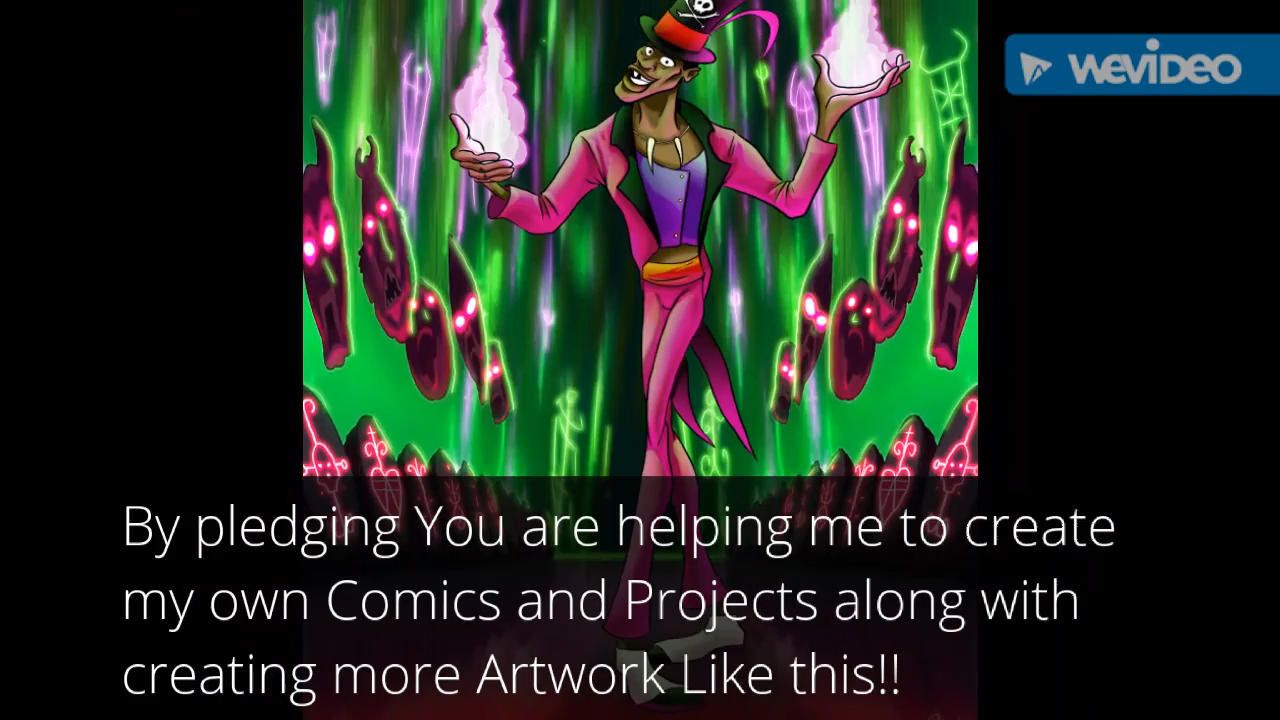 WEVIDEO
By pledging You are helping me to create
my own Comics and Projects along with
creating more Artwork Like this!!